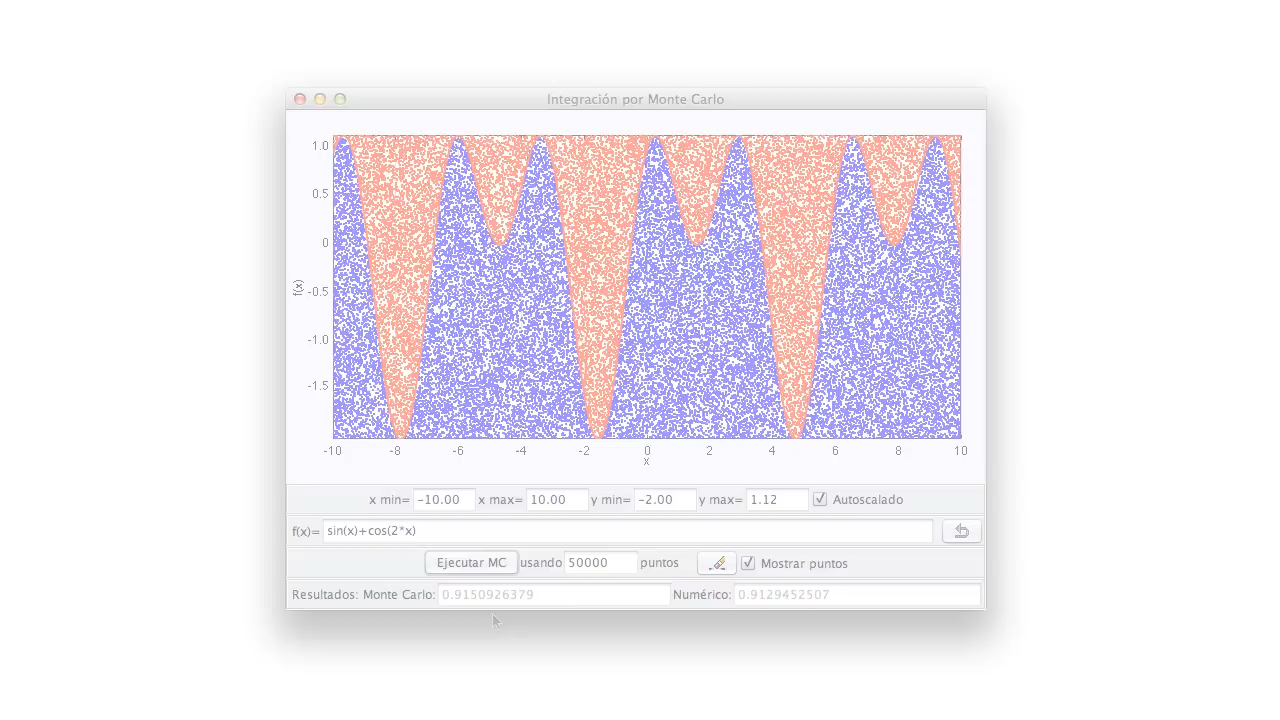 Integración por Monte Carlo
1.0
0.5
0
-0.5
-1.0
-1.5
f(x)
-10 -8 -6 -4 -2 0 2 4 6 8 10
x
x min= -10.00 x max= 10.00 y min= -2.00 y max= 1.12 Autoscalado
f(x)= sin(x)+cos(2*x)
Ejecutar MC usando 50000 puntos Mostrar puntos
Resultados: Monte Carlo: 0.9150926379 Numérico: 0.9129452507